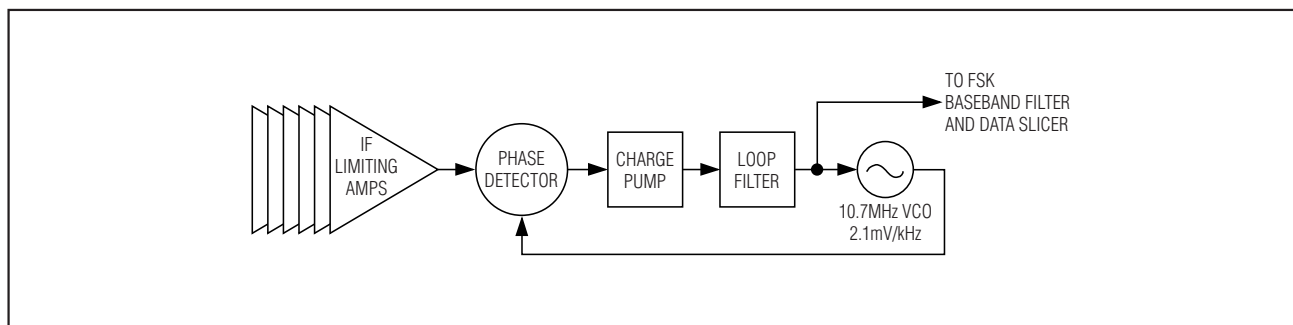 IF
LIMITING
AMPS
PHASE
DETECTOR
CHARGE
PUMP
LOOP
FILTER
TO FSK
BASEBAND FILTER
AND DATA SLICER
10.7MHz VCO
2.1mV/kHz